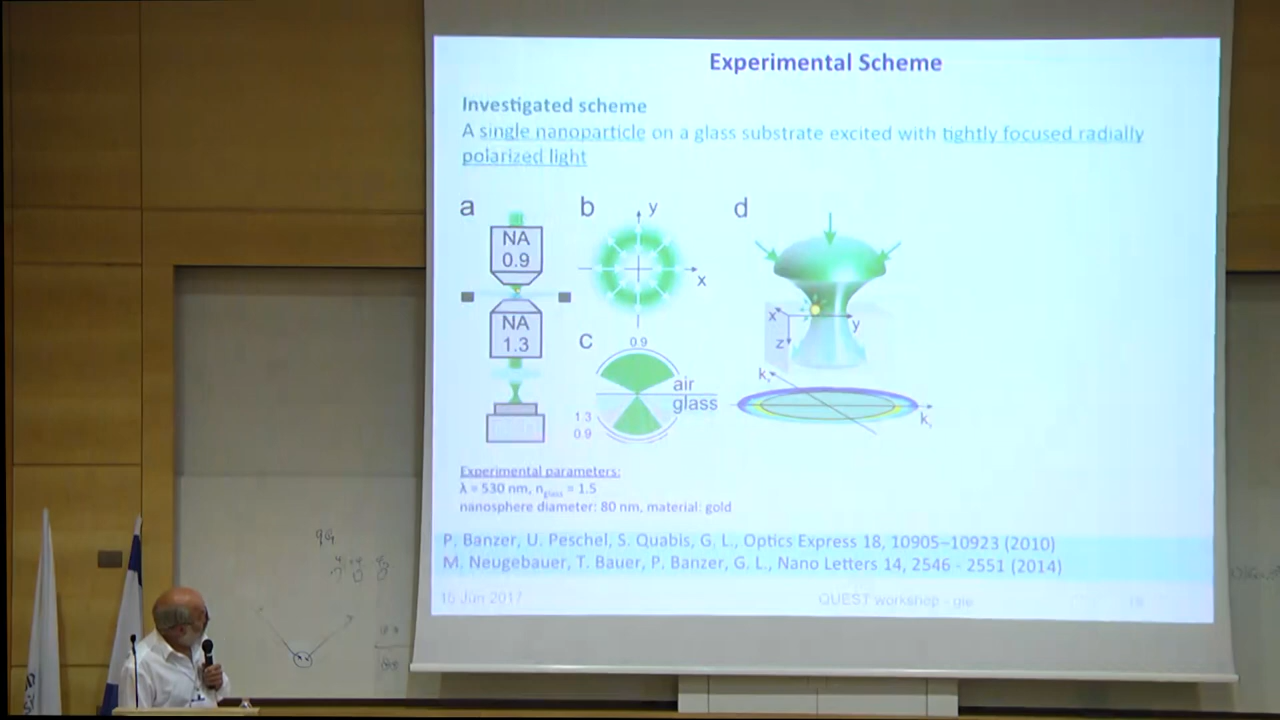 Experimental Scheme
Investigated scheme
A single nanoparticle on a glass substrate excited with tightly focused radially
polarized light
a
NA
0.9
NA
1.3
b
y
x
c
0.9
air
glass
1.3
0.9
d
x
y
z
k
k
Experimental parameters:
λ = 530 nm, nglass = 1.5
nanosphere diameter: 80 nm, material: gold
P. Banzer, U. Peschel, S. Quabis, G. L., Optics Express 18, 10905–10923 (2010)
M. Neugebauer, T. Bauer, P. Banzer, G. L., Nano Letters 14, 2546 - 2551 (2014)
16 Jun 2017
QUEST workshop - gle